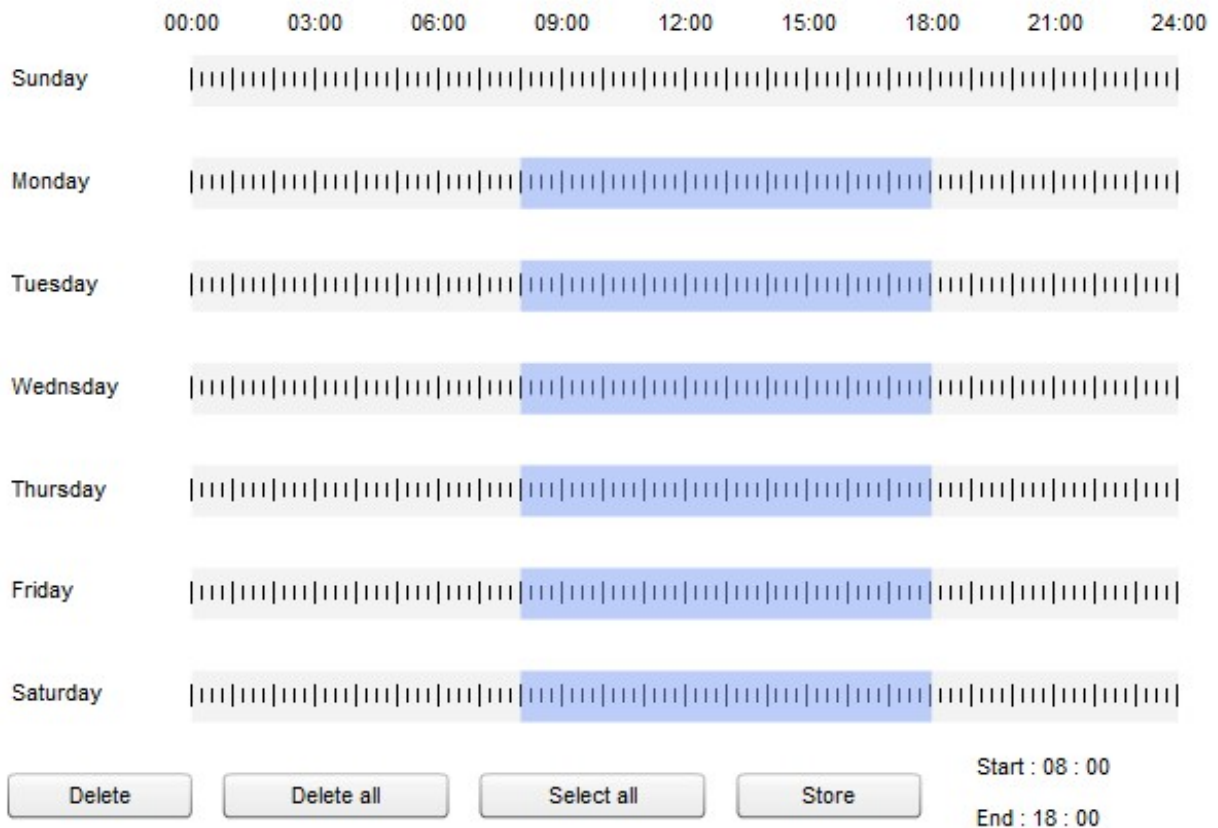 00:00 03:00 06:00 09:00 12:00 15:00 18:00 21:00 24:00
Sunday
Monday
Tuesday
Wednsday
Thursday
Friday
Saturday
Start : 08 : 00
Delete Delete all Select all Store
End : 18 : 00